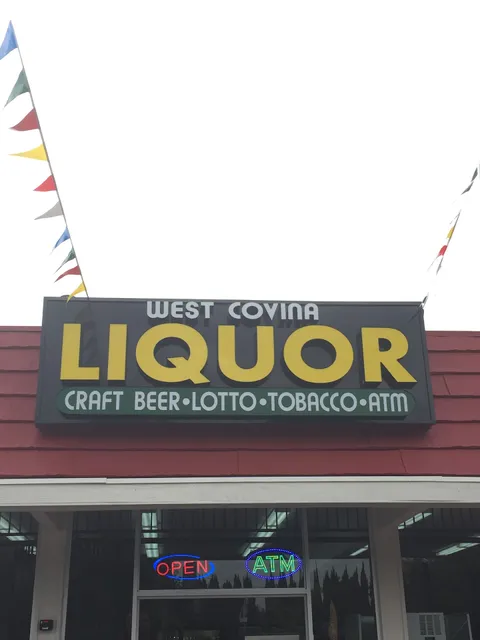 WEST COVINA
LIQUOR
CRAFT BEER•LOTTO•TOBACCO•ATM
OPEN
ATM